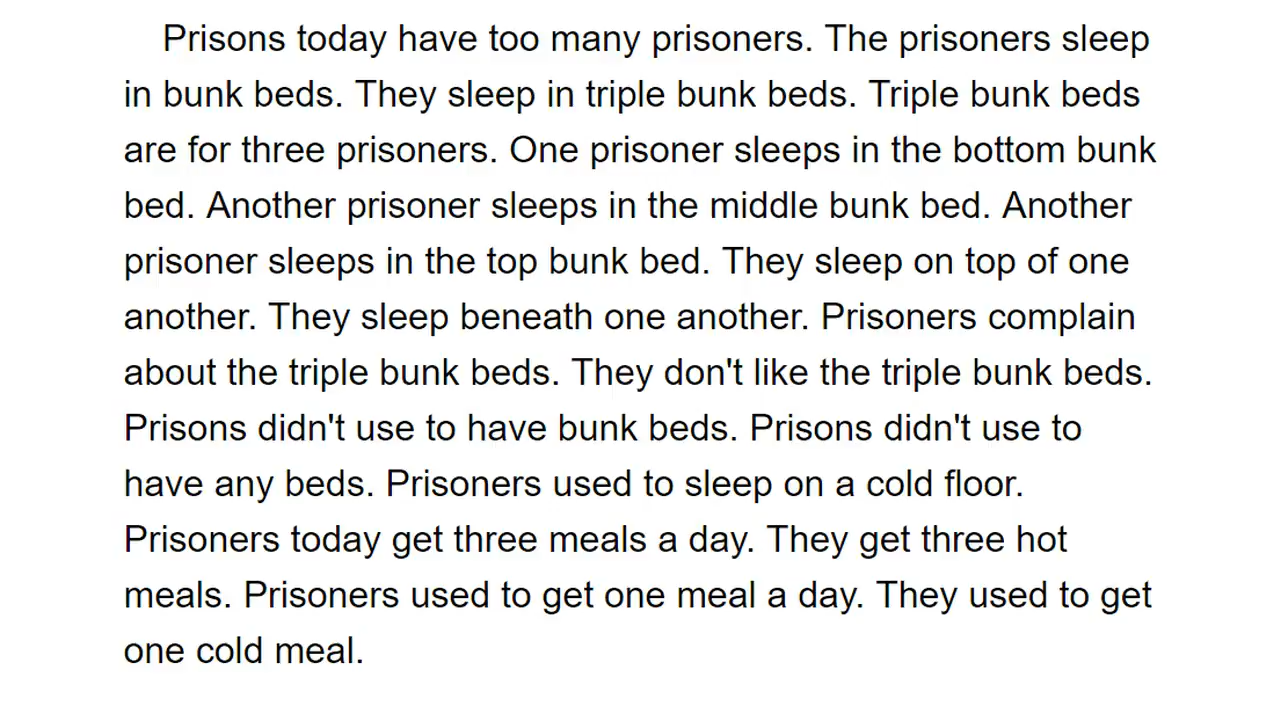 Prisons today have too many prisoners. The prisoners sleep
in bunk beds. They sleep in triple bunk beds. Triple bunk beds
are for three prisoners. One prisoner sleeps in the bottom bunk
bed. Another prisoner sleeps in the middle bunk bed. Another
prisoner sleeps in the top bunk bed. They sleep on top of one
another. They sleep beneath one another. Prisoners complain
about the triple bunk beds. They don't like the triple bunk beds.
Prisons didn't use to have bunk beds. Prisons didn't use to
have any beds. Prisoners used to sleep on a cold floor.
Prisoners today get three meals a day. They get three hot
meals. Prisoners used to get one meal a day. They used to get
one cold meal.